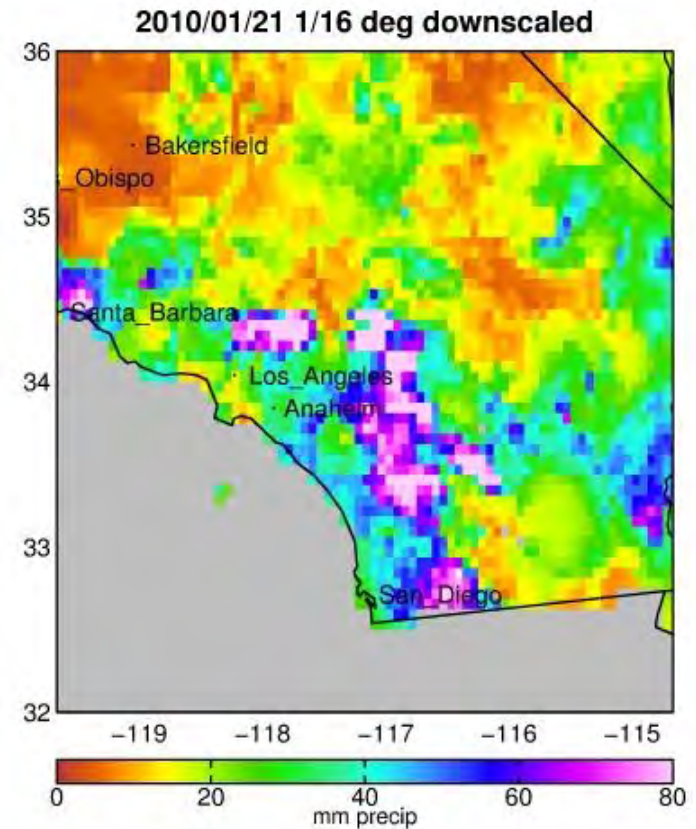 2010/01/21 1/16 deg downscaled
36
Bakersfield
_Obispo
35
Santa_Barbara
34
Los_Angeles
Anaheim
33
San_Diego
32
−119 −118 −117 −116 −115
0 20 40 60 80
mm precip